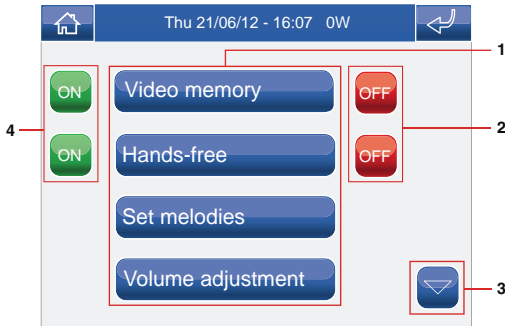 Thu 21/06/12 - 16:07 0W
1
ON Video memory OFF
2
4
ON Hands-free OFF
Set melodies
Volume adjustment
3